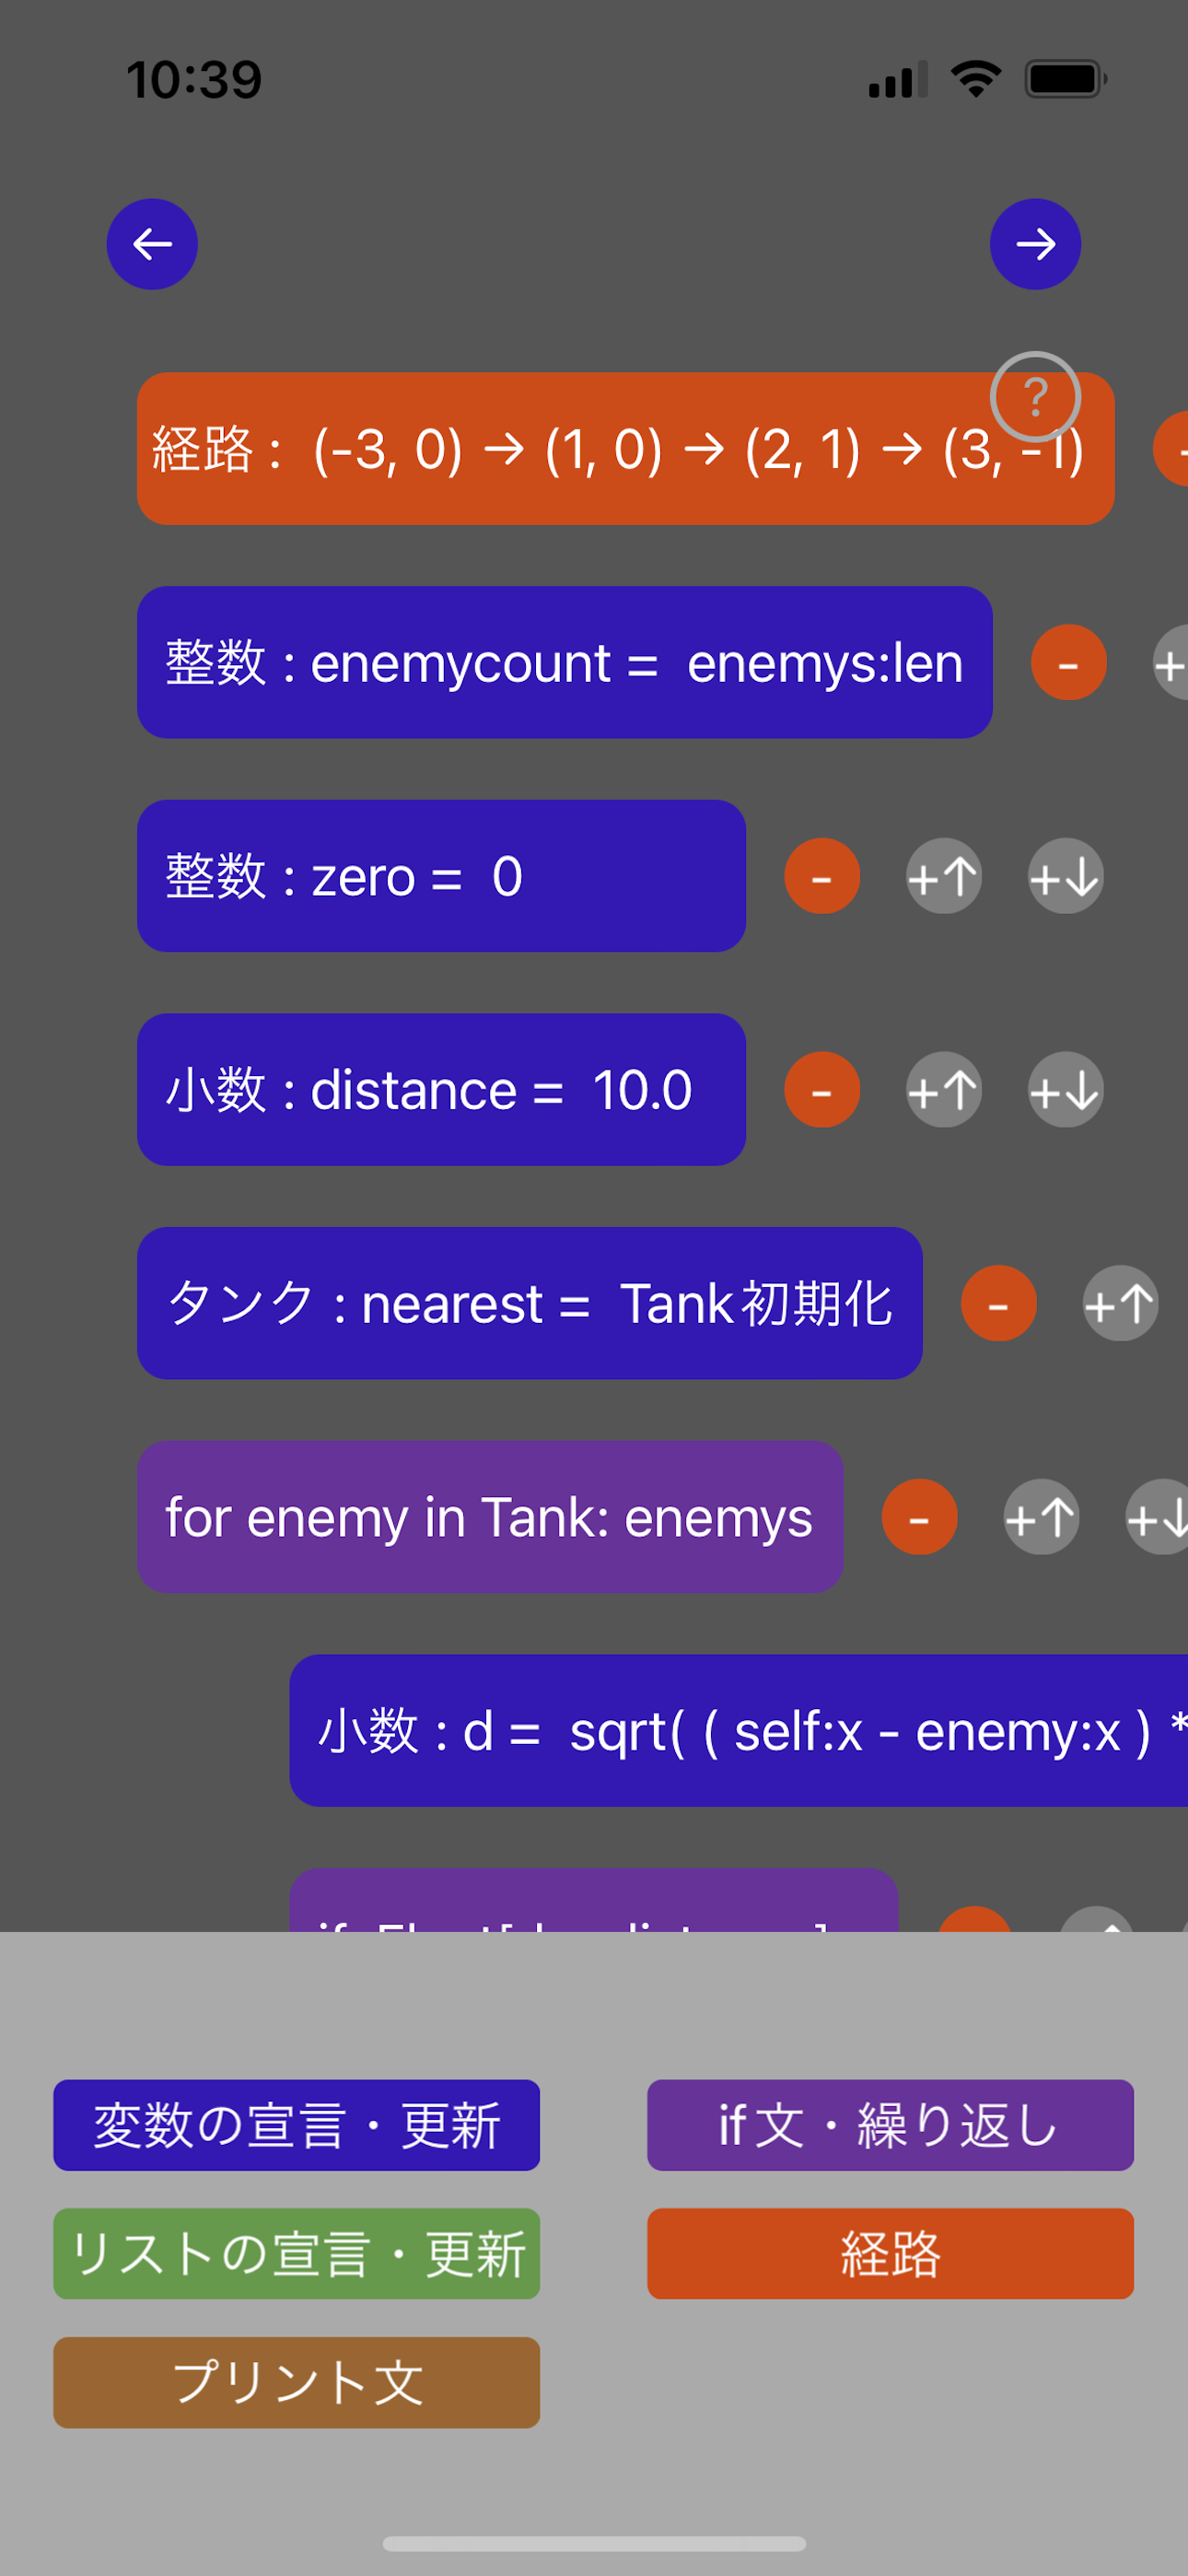 10:39
←
→
?
経路 : (-3, 0) → (1, 0) → (2, 1) → (3, -1)
整数 : enemycount = enemys:len - +
整数 : zero = 0 - +↑ +↓
小数 : distance = 10.0 - +↑ +↓
タンク : nearest = Tank初期化 - +↑
for enemy in Tank: enemys - +↑ +↓
小数 : d = sqrt( ( self:x - enemy:x ) *
変数の宣言・更新
if文・繰り返し
リストの宣言・更新
経路
プリント文